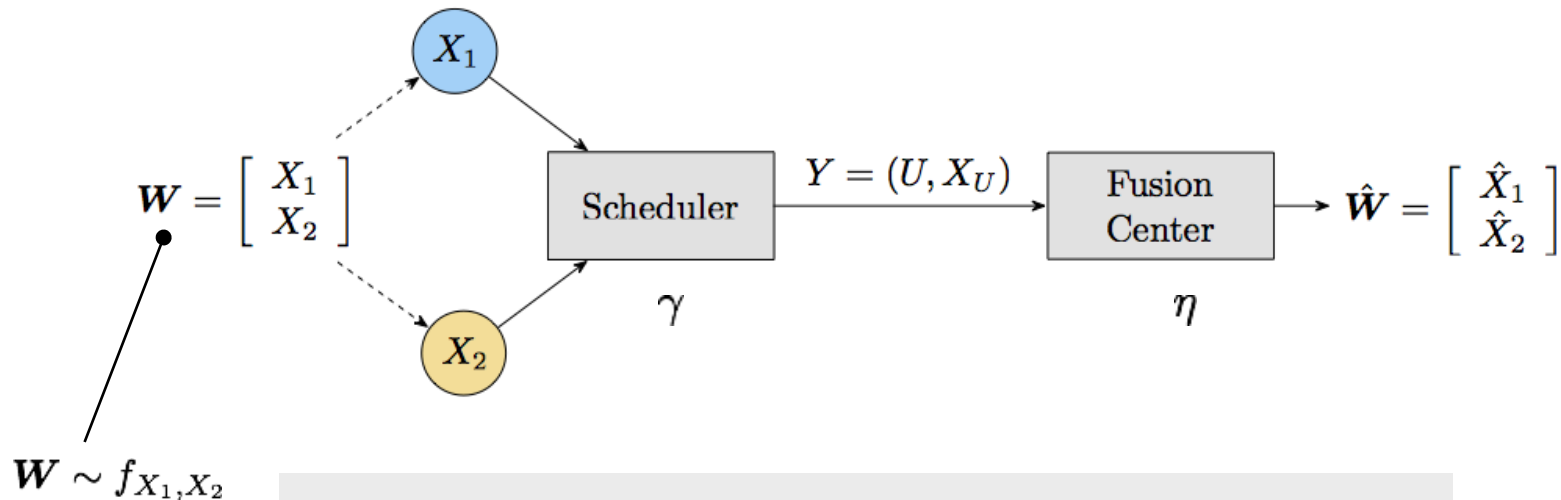 X₁
W = [ X₁ X₂ ]
Scheduler
γ
Y = (U, X_U)
Fusion
Center
η
Ŵ = [ X̂₁ X̂₂ ]
X₂
W ∼ f_{X₁,X₂}